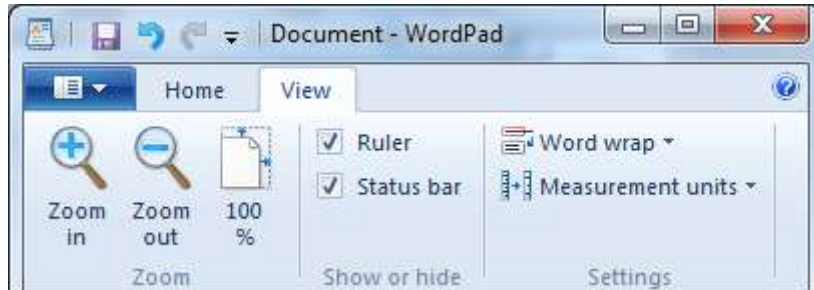 Document - WordPad
Home View
Zoom in
Zoom out
100 %
Ruler
Status bar
Word wrap
Measurement units
Zoom
Show or hide
Settings